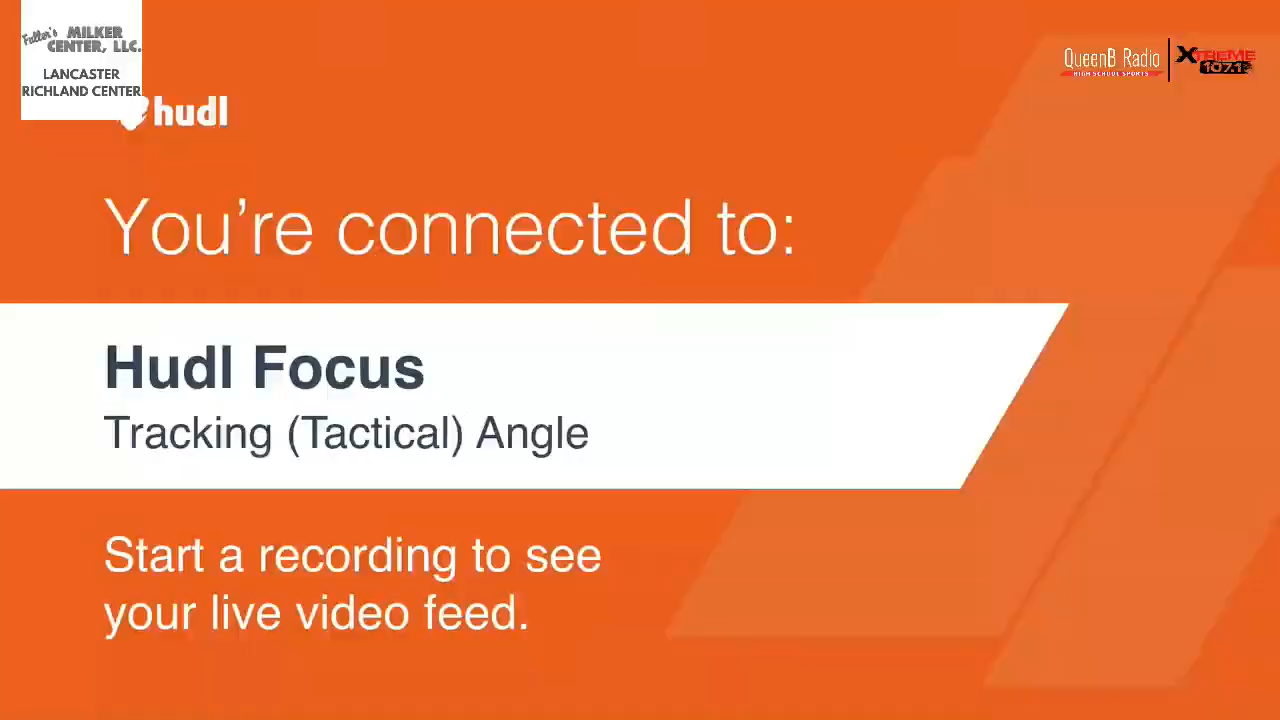 Fuller's MILKER
CENTER, LLC.
LANCASTER
RICHLAND CENTER
QueenB Radio
HIGH SCHOOL SPORTS
XTREME
107.1
hudl
You're connected to:
Hudl Focus
Tracking (Tactical) Angle
Start a recording to see
your live video feed.